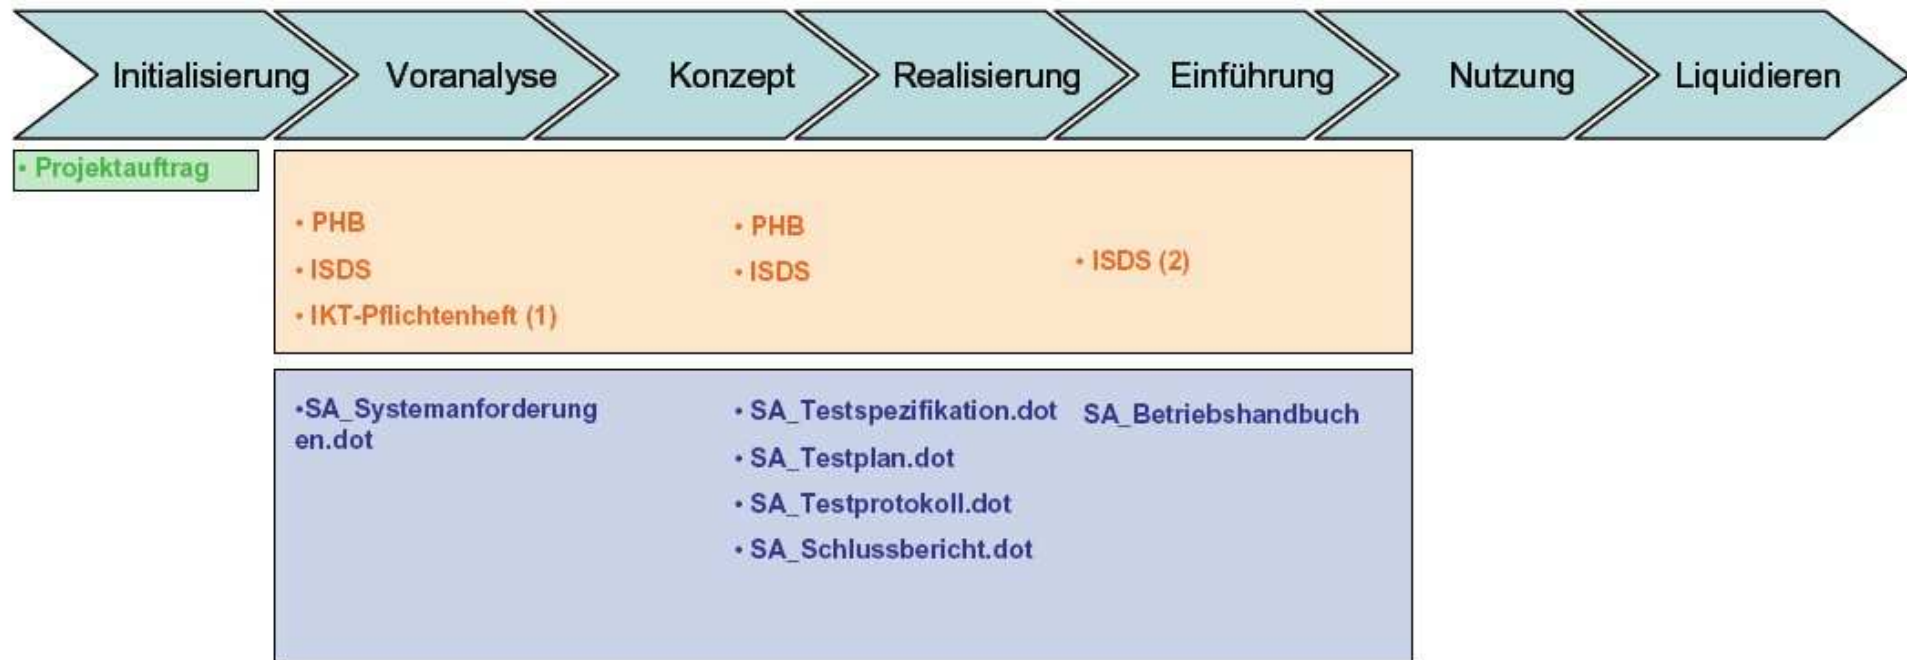 Initialisierung Voranalyse Konzept Realisierung Einführung Nutzung Liquidieren
• Projektauftrag
• PHB
• ISDS
• IKT-Pflichtenheft (1)
• PHB
• ISDS
• ISDS (2)
•SA_Systemanforderung
en.dot
• SA_Testspezifikation.dot
• SA_Testplan.dot
• SA_Testprotokoll.dot
• SA_Schlussbericht.dot
SA_Betriebshandbuch